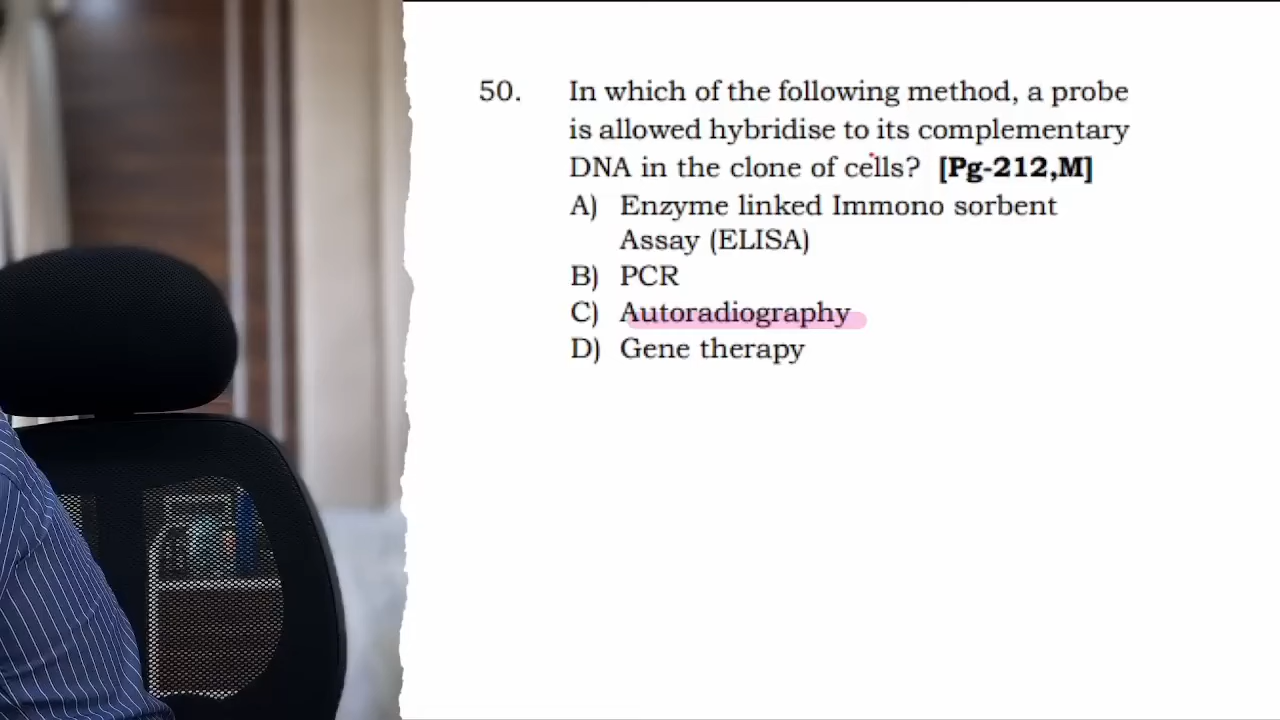 50. In which of the following method, a probe
is allowed hybridise to its complementary
DNA in the clone of cells? [Pg-212,M]
A) Enzyme linked Immono sorbent
Assay (ELISA)
B) PCR
C) Autoradiography
D) Gene therapy